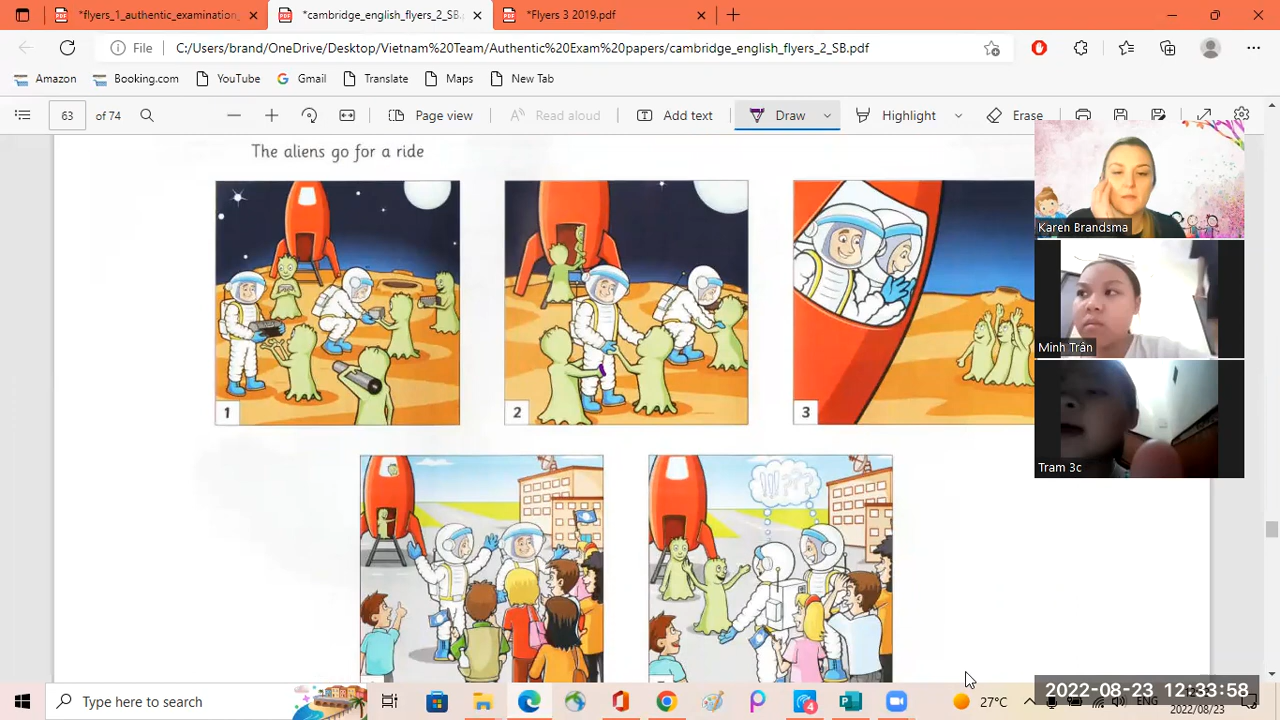 *flyers_1_authentic_examination_
*cambridge_english_flyers_2_SB.p
*Flyers 3 2019.pdf
File
C:/Users/brand/OneDrive/Desktop/Vietnam%20Team/Authentic%20Exam%20papers/cambridge_english_flyers_2_SB.pdf
Amazon
Booking.com
YouTube
Gmail
Translate
Maps
New Tab
63 of 74
Page view
Read aloud
Add text
Draw
Highlight
Erase
The aliens go for a ride
Karen Brandsma
Minh Trân
Tram 3c
1
2
3
!!!???
Type here to search
27°C
ENG
2022-08-23 12:33:58
2022/08/23